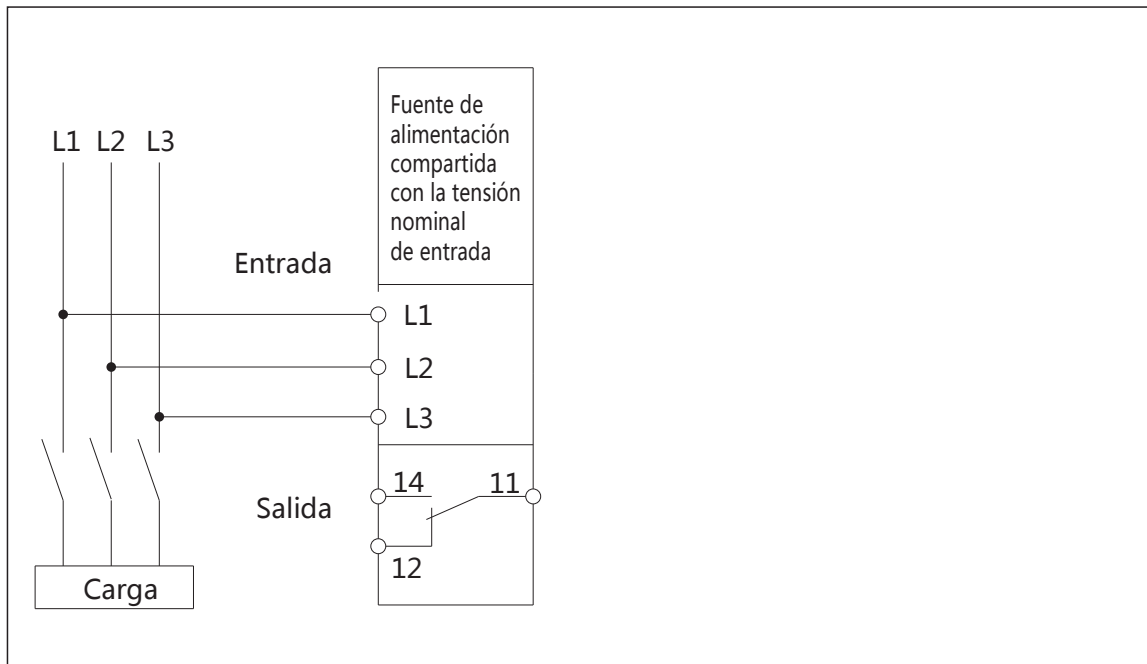 Fuente de
alimentación
compartida
con la tensión
nominal
de entrada
L1 L2 L3
Entrada
L1
L2
L3
14 11
Salida
12
Carga